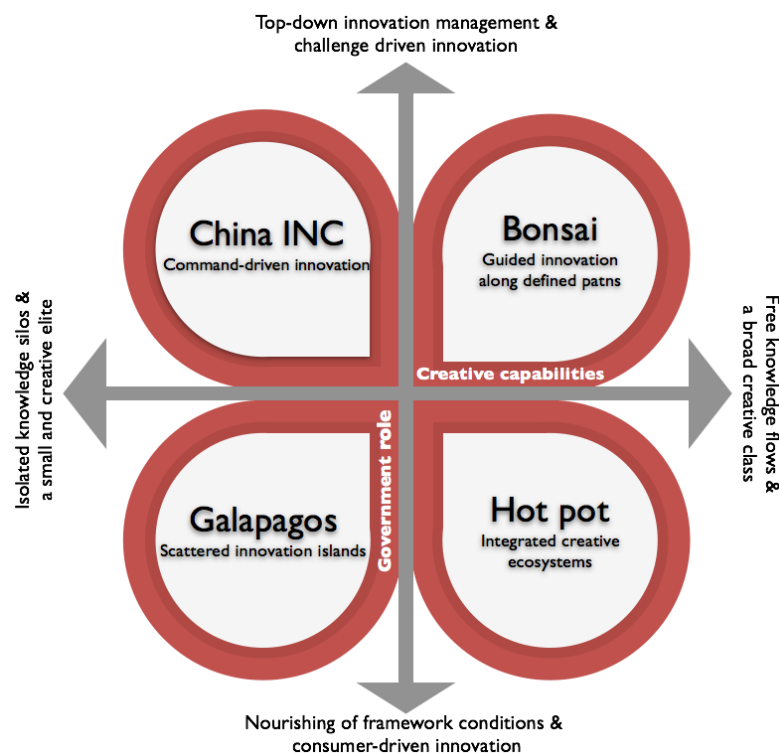 Top-down innovation management &
challenge driven innovation
China INC
Command-driven innovation
Bonsai
Guided innovation
along defined patns
Isolated knowledge silos &
a small and creative elite
Free knowledge flows &
a broad creative class
Creative capabilities
Government role
Galapagos
Scattered innovation islands
Hot pot
Integrated creative
ecosystems
Nourishing of framework conditions &
consumer-driven innovation